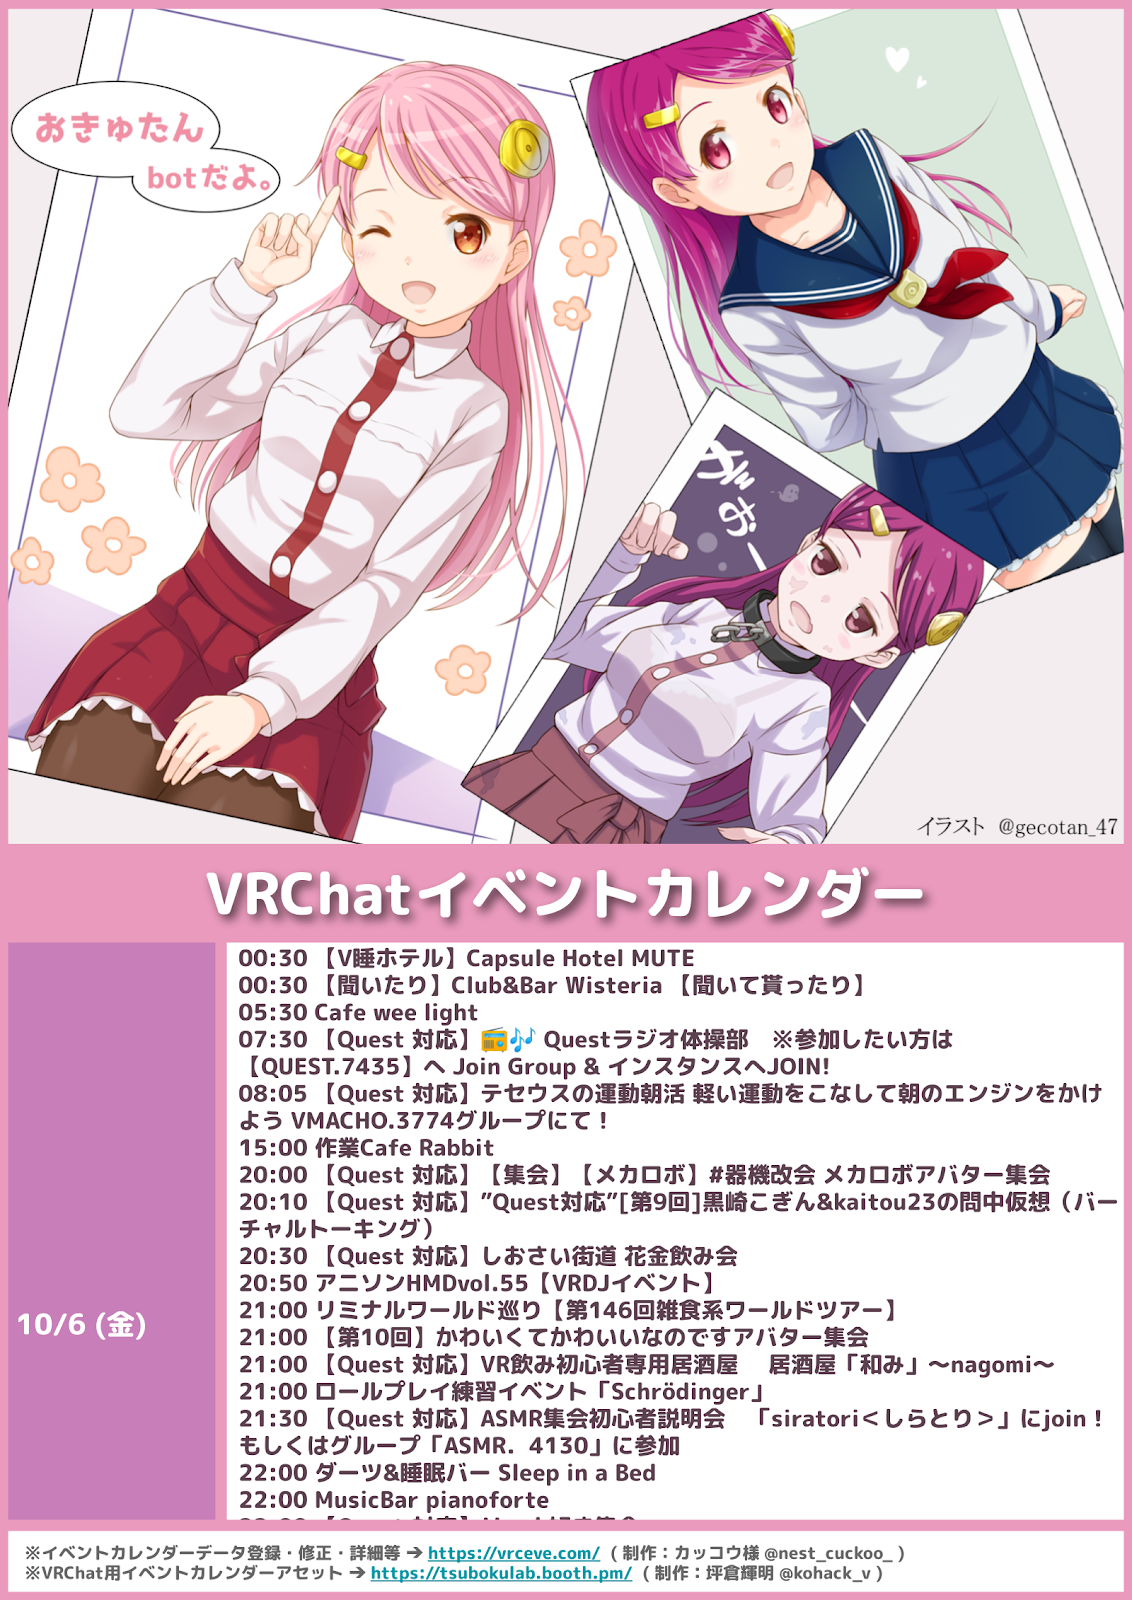 おきゅたん
botだよ。
がおー
イラスト @gecotan_47
VRChatイベントカレンダー
10/6 (金)
00:30 【V睡ホテル】Capsule Hotel MUTE
00:30 【聞いたり】Club&Bar Wisteria 【聞いて貰ったり】
05:30 Cafe wee light
07:30 【Quest 対応】📻🎶 Questラジオ体操部　※参加したい方は
【QUEST.7435】へ Join Group & インスタンスへJOIN!
08:05 【Quest 対応】テセウスの運動朝活 軽い運動をこなして朝のエンジンをかけ
よう VMACHO.3774グループにて！
15:00 作業Cafe Rabbit
20:00 【Quest 対応】【集会】【メカロボ】#器機改会 メカロボアバター集会
20:10 【Quest 対応】”Quest対応”[第9回]黒崎こぎん&kaitou23の問中仮想（バー
チャルトーキング）
20:30 【Quest 対応】しおさい街道 花金飲み会
20:50 アニソンHMDvol.55【VRDJイベント】
21:00 リミナルワールド巡り【第146回雑食系ワールドツアー】
21:00 【第10回】かわいくてかわいいなのですアバター集会
21:00 【Quest 対応】VR飲み初心者専用居酒屋　 居酒屋「和み」～nagomi～
21:00 ロールプレイ練習イベント「Schrödinger」
21:30 【Quest 対応】ASMR集会初心者説明会　「siratori＜しらとり＞」にjoin！
もしくはグループ「ASMR．4130」に参加
22:00 ダーツ&睡眠バー Sleep in a Bed
22:00 MusicBar pianoforte
※イベントカレンダーデータ登録・修正・詳細等 ➔ https://vrceve.com/ （制作：カッコウ様 @nest_cuckoo_ ）
※VRChat用イベントカレンダーアセット ➔ https://tsubokulab.booth.pm/ （制作：坪倉輝明 @kohack_v ）